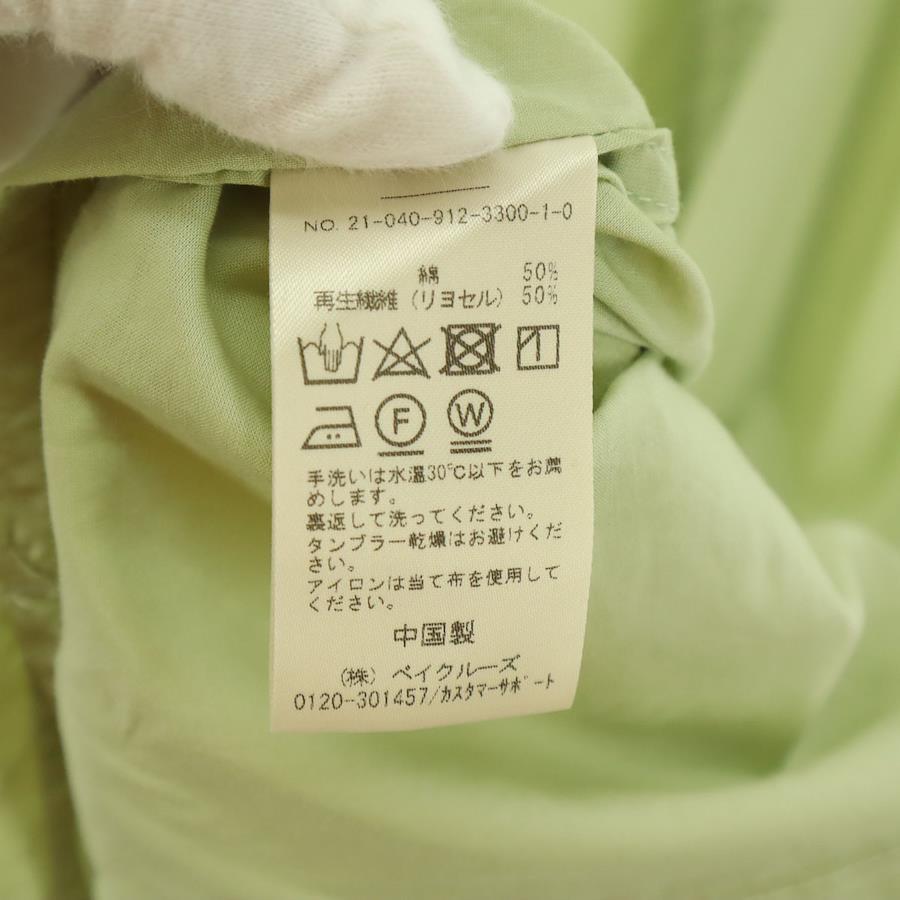 NO. 21-040-912-3300-1-0
綿 50%
再生繊維（リヨセル）50%
F
W
手洗いは水温30℃以下をお薦
めします。
裏返して洗ってください。
タンブラー乾燥はお避けくだ
さい。
アイロンは当て布を使用して
ください。
中国製
（株）ベイクルーズ
0120-301457/ｶｽﾀﾏｰｻﾎﾟｰﾄ